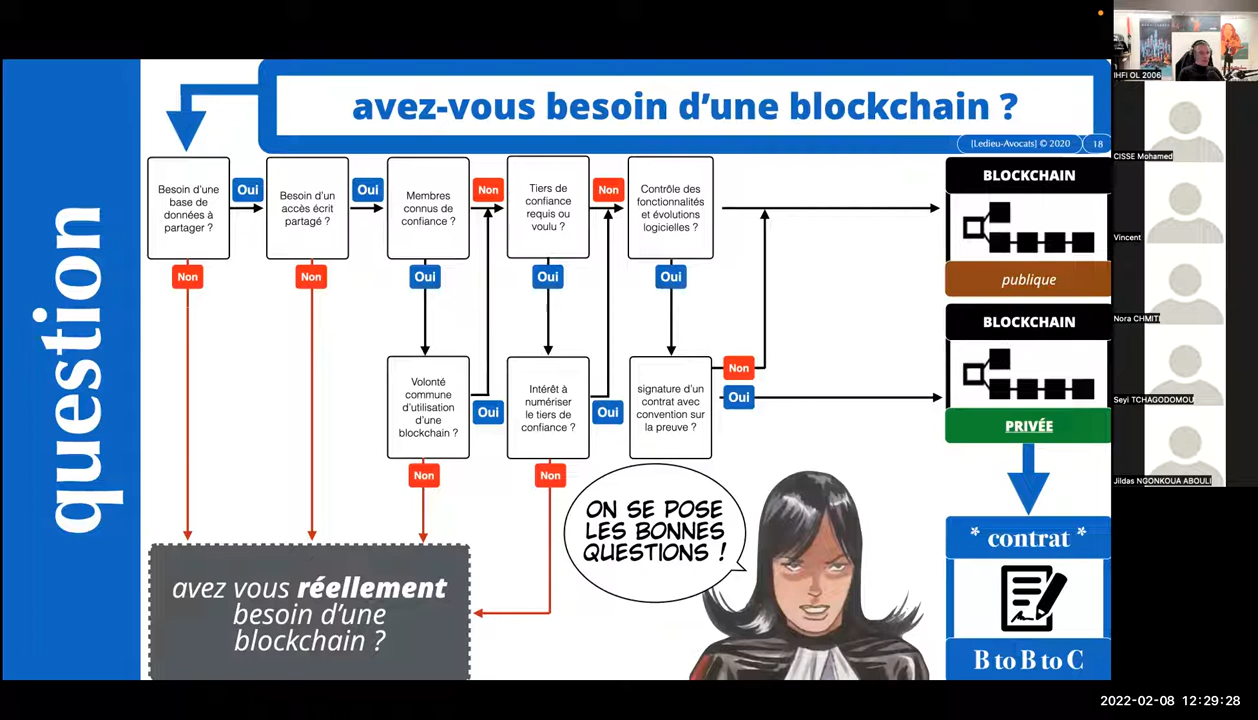 avez-vous besoin d'une blockchain ?
[Ledieu-Avocats] © 2020
18
question
Besoin d'une
base de
données à
partager ?
Oui
Besoin d'un
accès écrit
partagé ?
Oui
Membres
connus de
confiance ?
Non
Tiers de
confiance
requis ou
voulu ?
Non
Contrôle des
fonctionnalités
et évolutions
logicielles ?
Non
Non
Oui
Oui
Oui
Volonté
commune
d'utilisation
d'une
blockchain ?
Oui
Intérêt à
numériser
le tiers de
confiance ?
Oui
signature d'un
contrat avec
convention sur
la preuve ?
Non
Oui
Non
Non
BLOCKCHAIN
publique
BLOCKCHAIN
PRIVÉE
* contrat *
B to B to C
avez vous réellement
besoin d'une
blockchain ?
ON SE POSE
LES BONNES
QUESTIONS !
IHFI OL 2006
CISSE Mohamed
Vincent
Nora CHMITI
Seyi TCHAGODOMOU
Jildas NGONKOUA ABOULI
2022-02-08 12:29:28